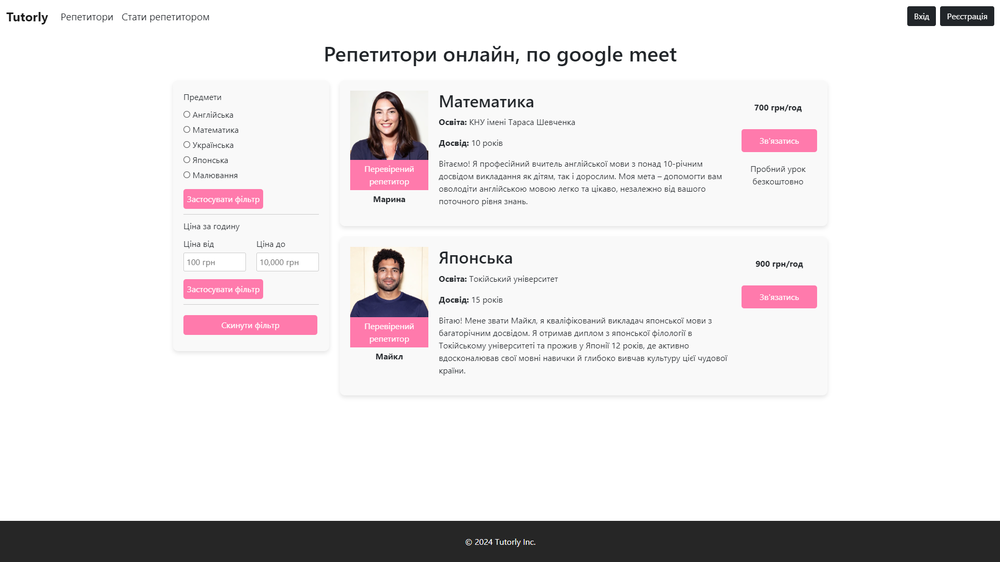 Tutorly
Репетитори
Стати репетитором
Вхід
Реєстрація
Репетитори онлайн, по google meet
Предмети
Англійська
Математика
Українська
Японська
Малювання
Застосувати фільтр
Ціна за годину
Ціна від
Ціна до
100 грн
10,000 грн
Застосувати фільтр
Скинути фільтр
Перевірений
репетитор
Марина
Математика
Освіта: КНУ імені Тараса Шевченка
Досвід: 10 років
Вітаємо! Я професійний вчитель англійської мови з понад 10-річним
досвідом викладання як дітям, так і дорослим. Моя мета – допомогти вам
оволодіти англійською мовою легко та цікаво, незалежно від вашого
поточного рівня знань.
700 грн/год
Зв'язатись
Пробний урок
безкоштовно
Перевірений
репетитор
Майкл
Японська
Освіта: Токійський університет
Досвід: 15 років
Вітаю! Мене звати Майкл, я кваліфікований викладач японської мови з
багаторічним досвідом. Я отримав диплом з японської філології в
Токійському університеті та прожив у Японії 12 років, де активно
вдосконалював свої мовні навички й глибоко вивчав культуру цієї чудової
країни.
900 грн/год
Зв'язатись
© 2024 Tutorly Inc.